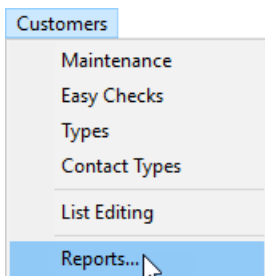 Customers
Maintenance
Easy Checks
Types
Contact Types
List Editing
Reports...